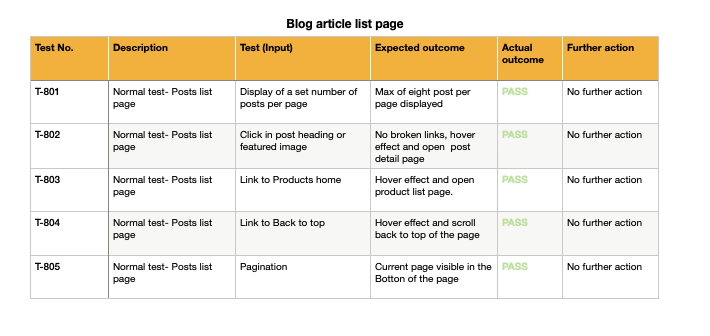 Blog article list page
Test No.
Description
Test (Input)
Expected outcome
Actual
outcome
Further action
T-801
Normal test- Posts list
page
Display of a set number of
posts per page
Max of eight post per
page displayed
PASS
No further action
T-802
Normal test- Posts list
page
Click in post heading or
featured image
No broken links, hover
effect and open post
detail page
PASS
No further action
T-803
Normal test- Posts list
page
Link to Products home
Hover effect and open
product list page.
PASS
No further action
T-804
Normal test- Posts list
page
Link to Back to top
Hover effect and scroll
back to top of the page
PASS
No further action
T-805
Normal test- Posts list
page
Pagination
Current page visible in the
Botton of the page
PASS
No further action